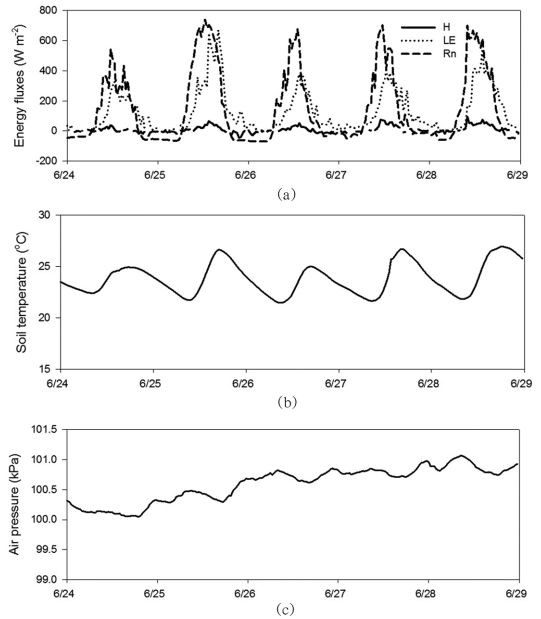 800
600
400
200
0
-200
Energy fluxes (W m-2)
H
LE
Rn
6/24 6/25 6/26 6/27 6/28 6/29
(a)
30
25
20
15
Soil temperature (oC)
6/24 6/25 6/26 6/27 6/28 6/29
(b)
101.5
101.0
100.5
100.0
99.5
99.0
Air pressure (kPa)
6/24 6/25 6/26 6/27 6/28 6/29
(c)